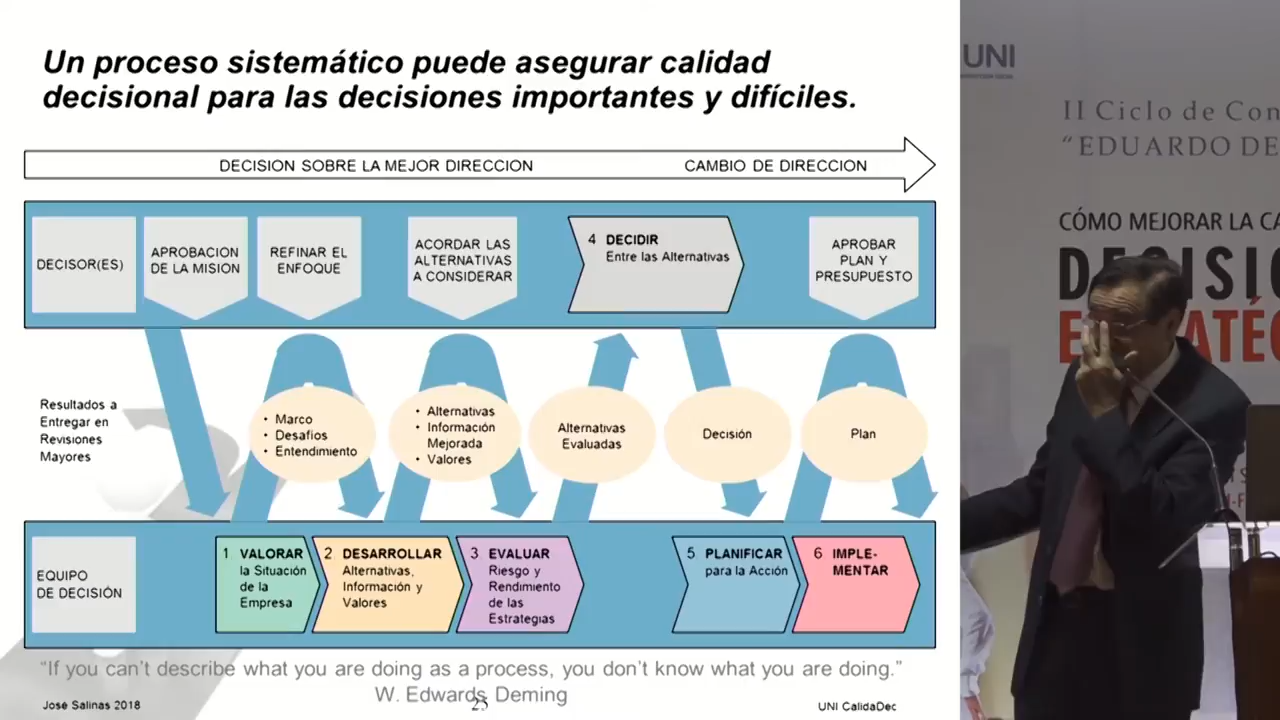 Un proceso sistemático puede asegurar calidad
decisional para las decisiones importantes y difíciles.
DECISION SOBRE LA MEJOR DIRECCION
CAMBIO DE DIRECCION
DECISOR(ES)
APROBACION
DE LA MISION
REFINAR EL
ENFOQUE
ACORDAR LAS
ALTERNATIVAS
A CONSIDERAR
4 DECIDIR
Entre las Alternativas
APROBAR
PLAN Y
PRESUPUESTO
Resultados a
Entregar en
Revisiones
Mayores
• Marco
• Desafíos
• Entendimiento
• Alternativas
• Información
Mejorada
• Valores
Alternativas
Evaluadas
Decisión
Plan
EQUIPO
DE DECISIÓN
1 VALORAR
la Situación
de la
Empresa
2 DESARROLLAR
Alternativas,
Información y
Valores
3 EVALUAR
Riesgo y
Rendimiento
de las
Estrategias
5 PLANIFICAR
para la Acción
6 IMPLE-
MENTAR
“If you can’t describe what you are doing as a process, you don’t know what you are doing.”
W. Edwards Deming
José Salinas 2018
25
UNI CalidaDec
UNI
II Ciclo de Con
“EDUARDO DE
CÓMO MEJORAR LA CA